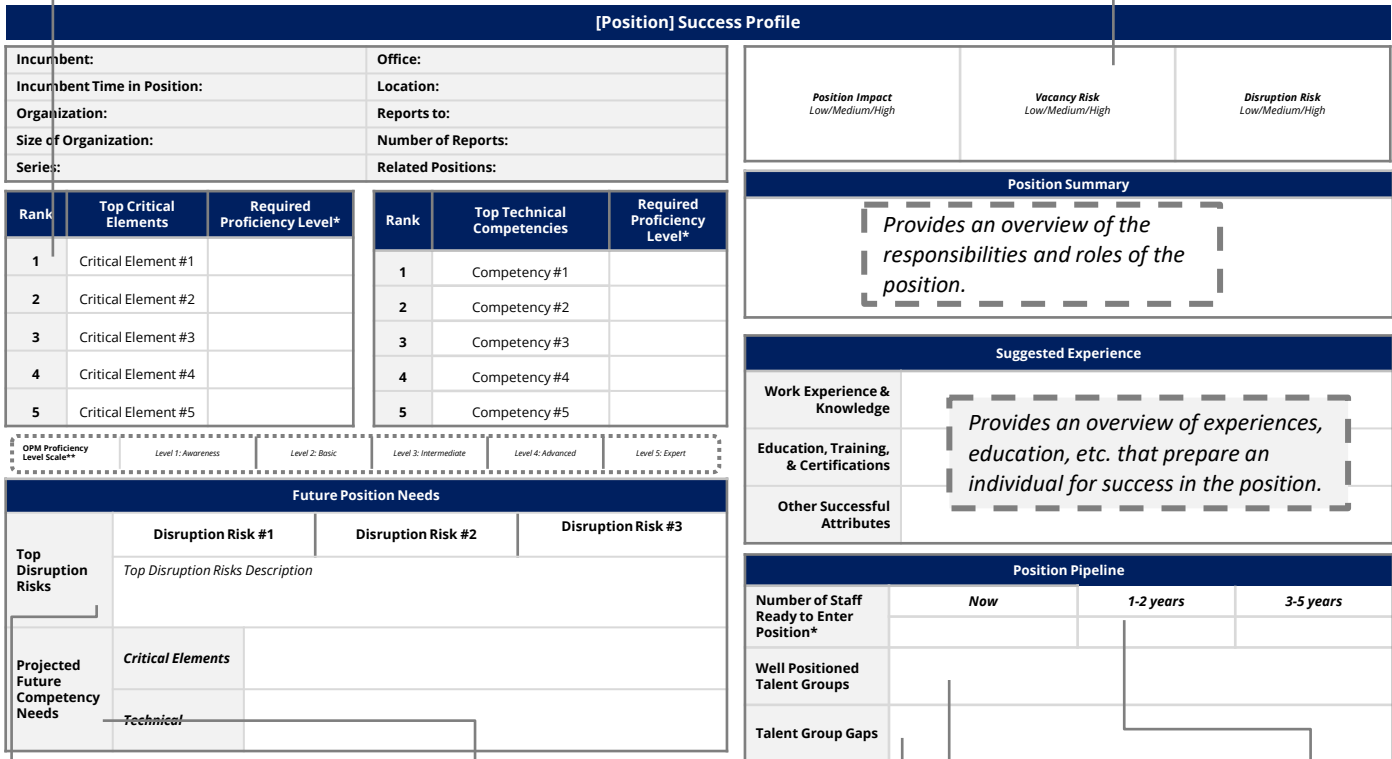 [Position] Success Profile
Incumbent:
Office:
Incumbent Time in Position:
Location:
Organization:
Reports to:
Size of Organization:
Number of Reports:
Series:
Related Positions:
Rank
Top Critical
Elements
Required
Proficiency Level*
1
Critical Element #1
2
Critical Element #2
3
Critical Element #3
4
Critical Element #4
5
Critical Element #5
Rank
Top Technical
Competencies
Required
Proficiency
Level*
1
Competency #1
2
Competency #2
3
Competency #3
4
Competency #4
5
Competency #5
OPM Proficiency
Level Scale**
Level 1: Awareness
Level 2: Basic
Level 3: Intermediate
Level 4: Advanced
Level 5: Expert
Future Position Needs
Top
Disruption
Risks
Disruption Risk #1
Disruption Risk #2
Disruption Risk #3
Top Disruption Risks Description
Projected
Future
Competency
Needs
Critical Elements
Technical
Position Impact
Low/Medium/High
Vacancy Risk
Low/Medium/High
Disruption Risk
Low/Medium/High
Position Summary
Provides an overview of the
responsibilities and roles of the
position.
Suggested Experience
Work Experience &
Knowledge
Education, Training,
& Certifications
Other Successful
Attributes
Provides an overview of experiences,
education, etc. that prepare an
individual for success in the position.
Position Pipeline
Number of Staff
Ready to Enter
Position*
Now
1-2 years
3-5 years
Well Positioned
Talent Groups
Talent Group Gaps